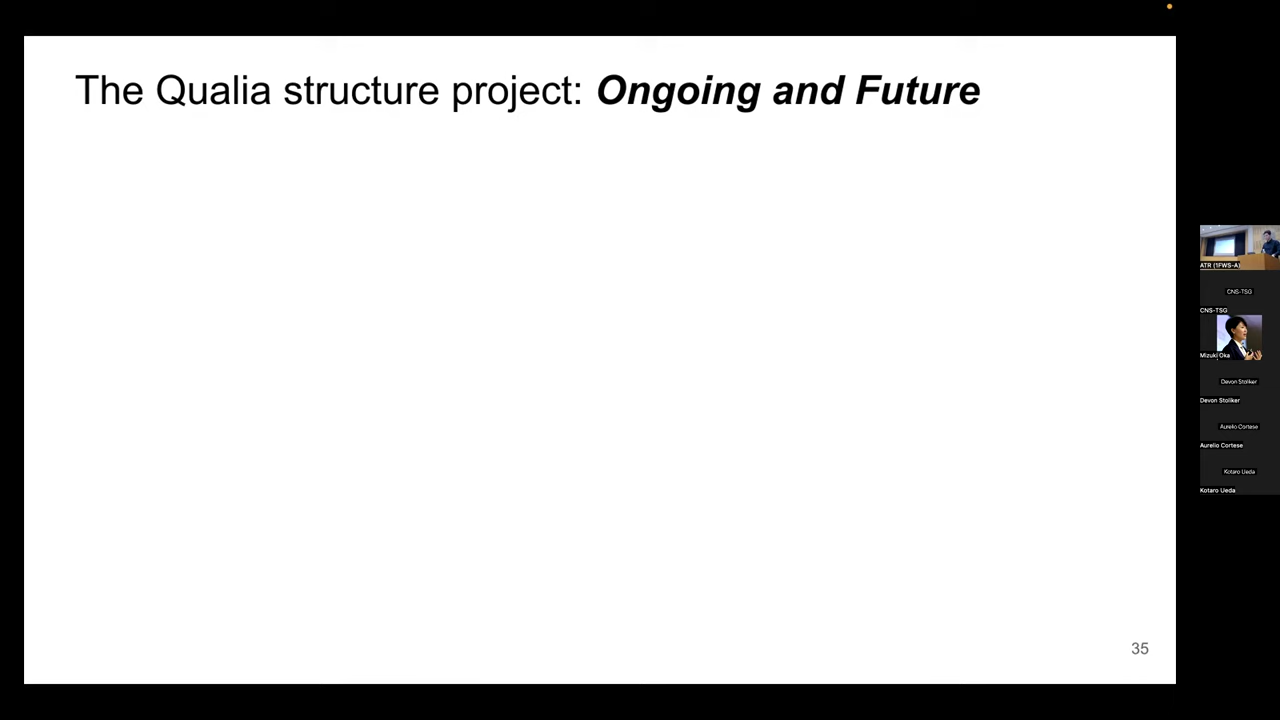 The Qualia structure project: Ongoing and Future
35
ATR (1FWS-A)
CNS-TSG
CNS-TSG
Mizuki Oka
Devon Stoliker
Devon Stoliker
Aurelio Cortese
Aurelio Cortese
Kotaro Ueda
Kotaro Ueda